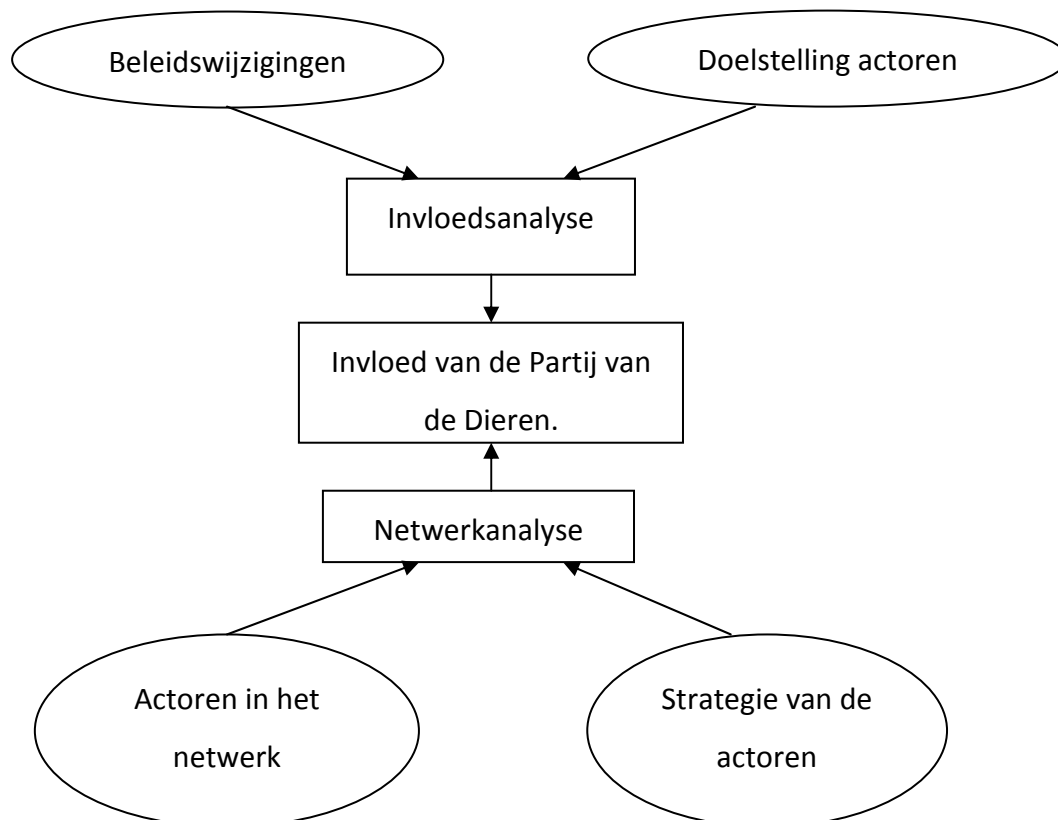 Beleidswijzigingen
Doelstelling actoren
Invloedsanalyse
Invloed van de Partij van
de Dieren.
Netwerkanalyse
Actoren in het
netwerk
Strategie van de
actoren